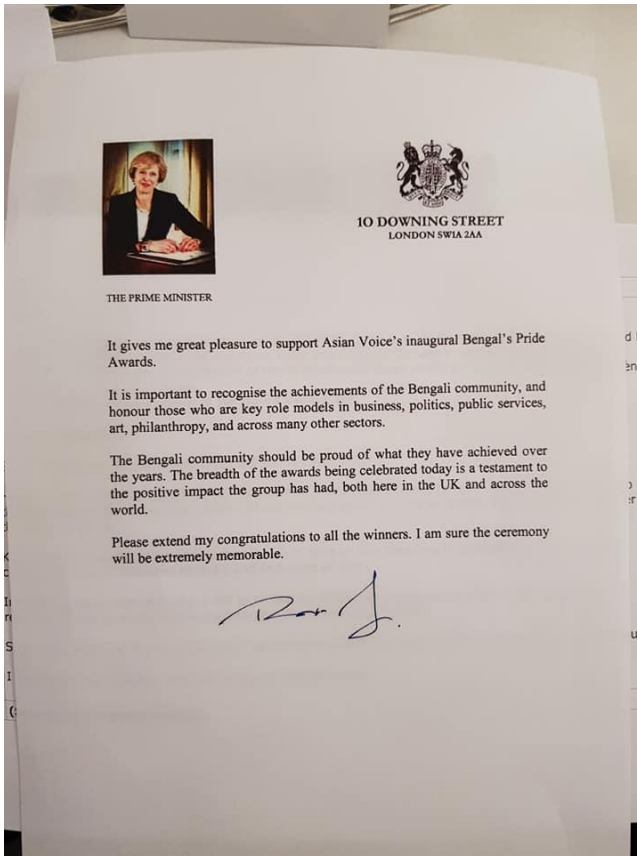 10 DOWNING STREET
LONDON SW1A 2AA
THE PRIME MINISTER
It gives me great pleasure to support Asian Voice's inaugural Bengal's Pride
Awards.
It is important to recognise the achievements of the Bengali community, and
honour those who are key role models in business, politics, public services,
art, philanthropy, and across many other sectors.
The Bengali community should be proud of what they have achieved over
the years. The breadth of the awards being celebrated today is a testament to
the positive impact the group has had, both here in the UK and across the
world.
Please extend my congratulations to all the winners. I am sure the ceremony
will be extremely memorable.